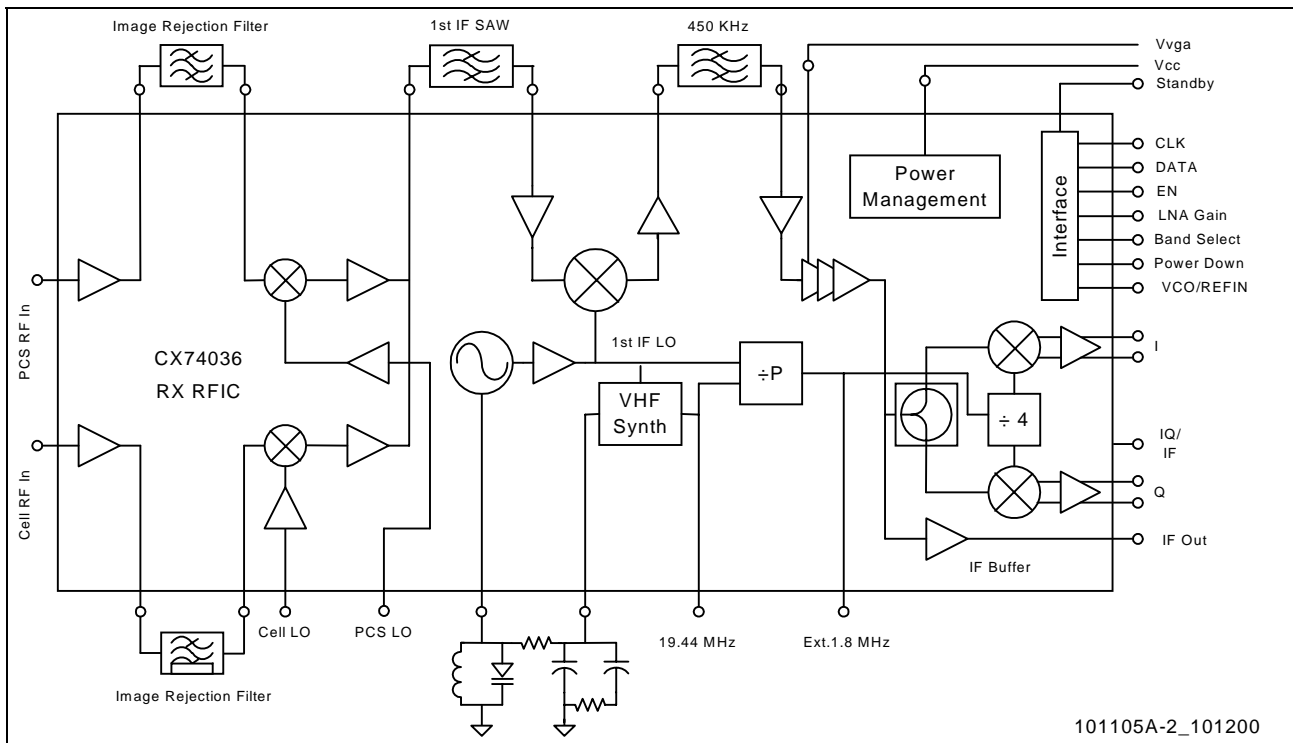 Image Rejection Filter
1st IF SAW
450 KHz
Vvga
Vcc
Standby
CLK
DATA
EN
LNA Gain
Band Select
Power Down
VCO/REFIN
Interface
Power
Management
PCS RF In
CX74036
RX RFIC
1st IF LO
÷P
VHF
Synth
÷ 4
I
IQ/
IF
Q
Cell RF In
IF Out
IF Buffer
Cell LO
PCS LO
19.44 MHz
Ext.1.8 MHz
Image Rejection Filter
101105A-2_101200